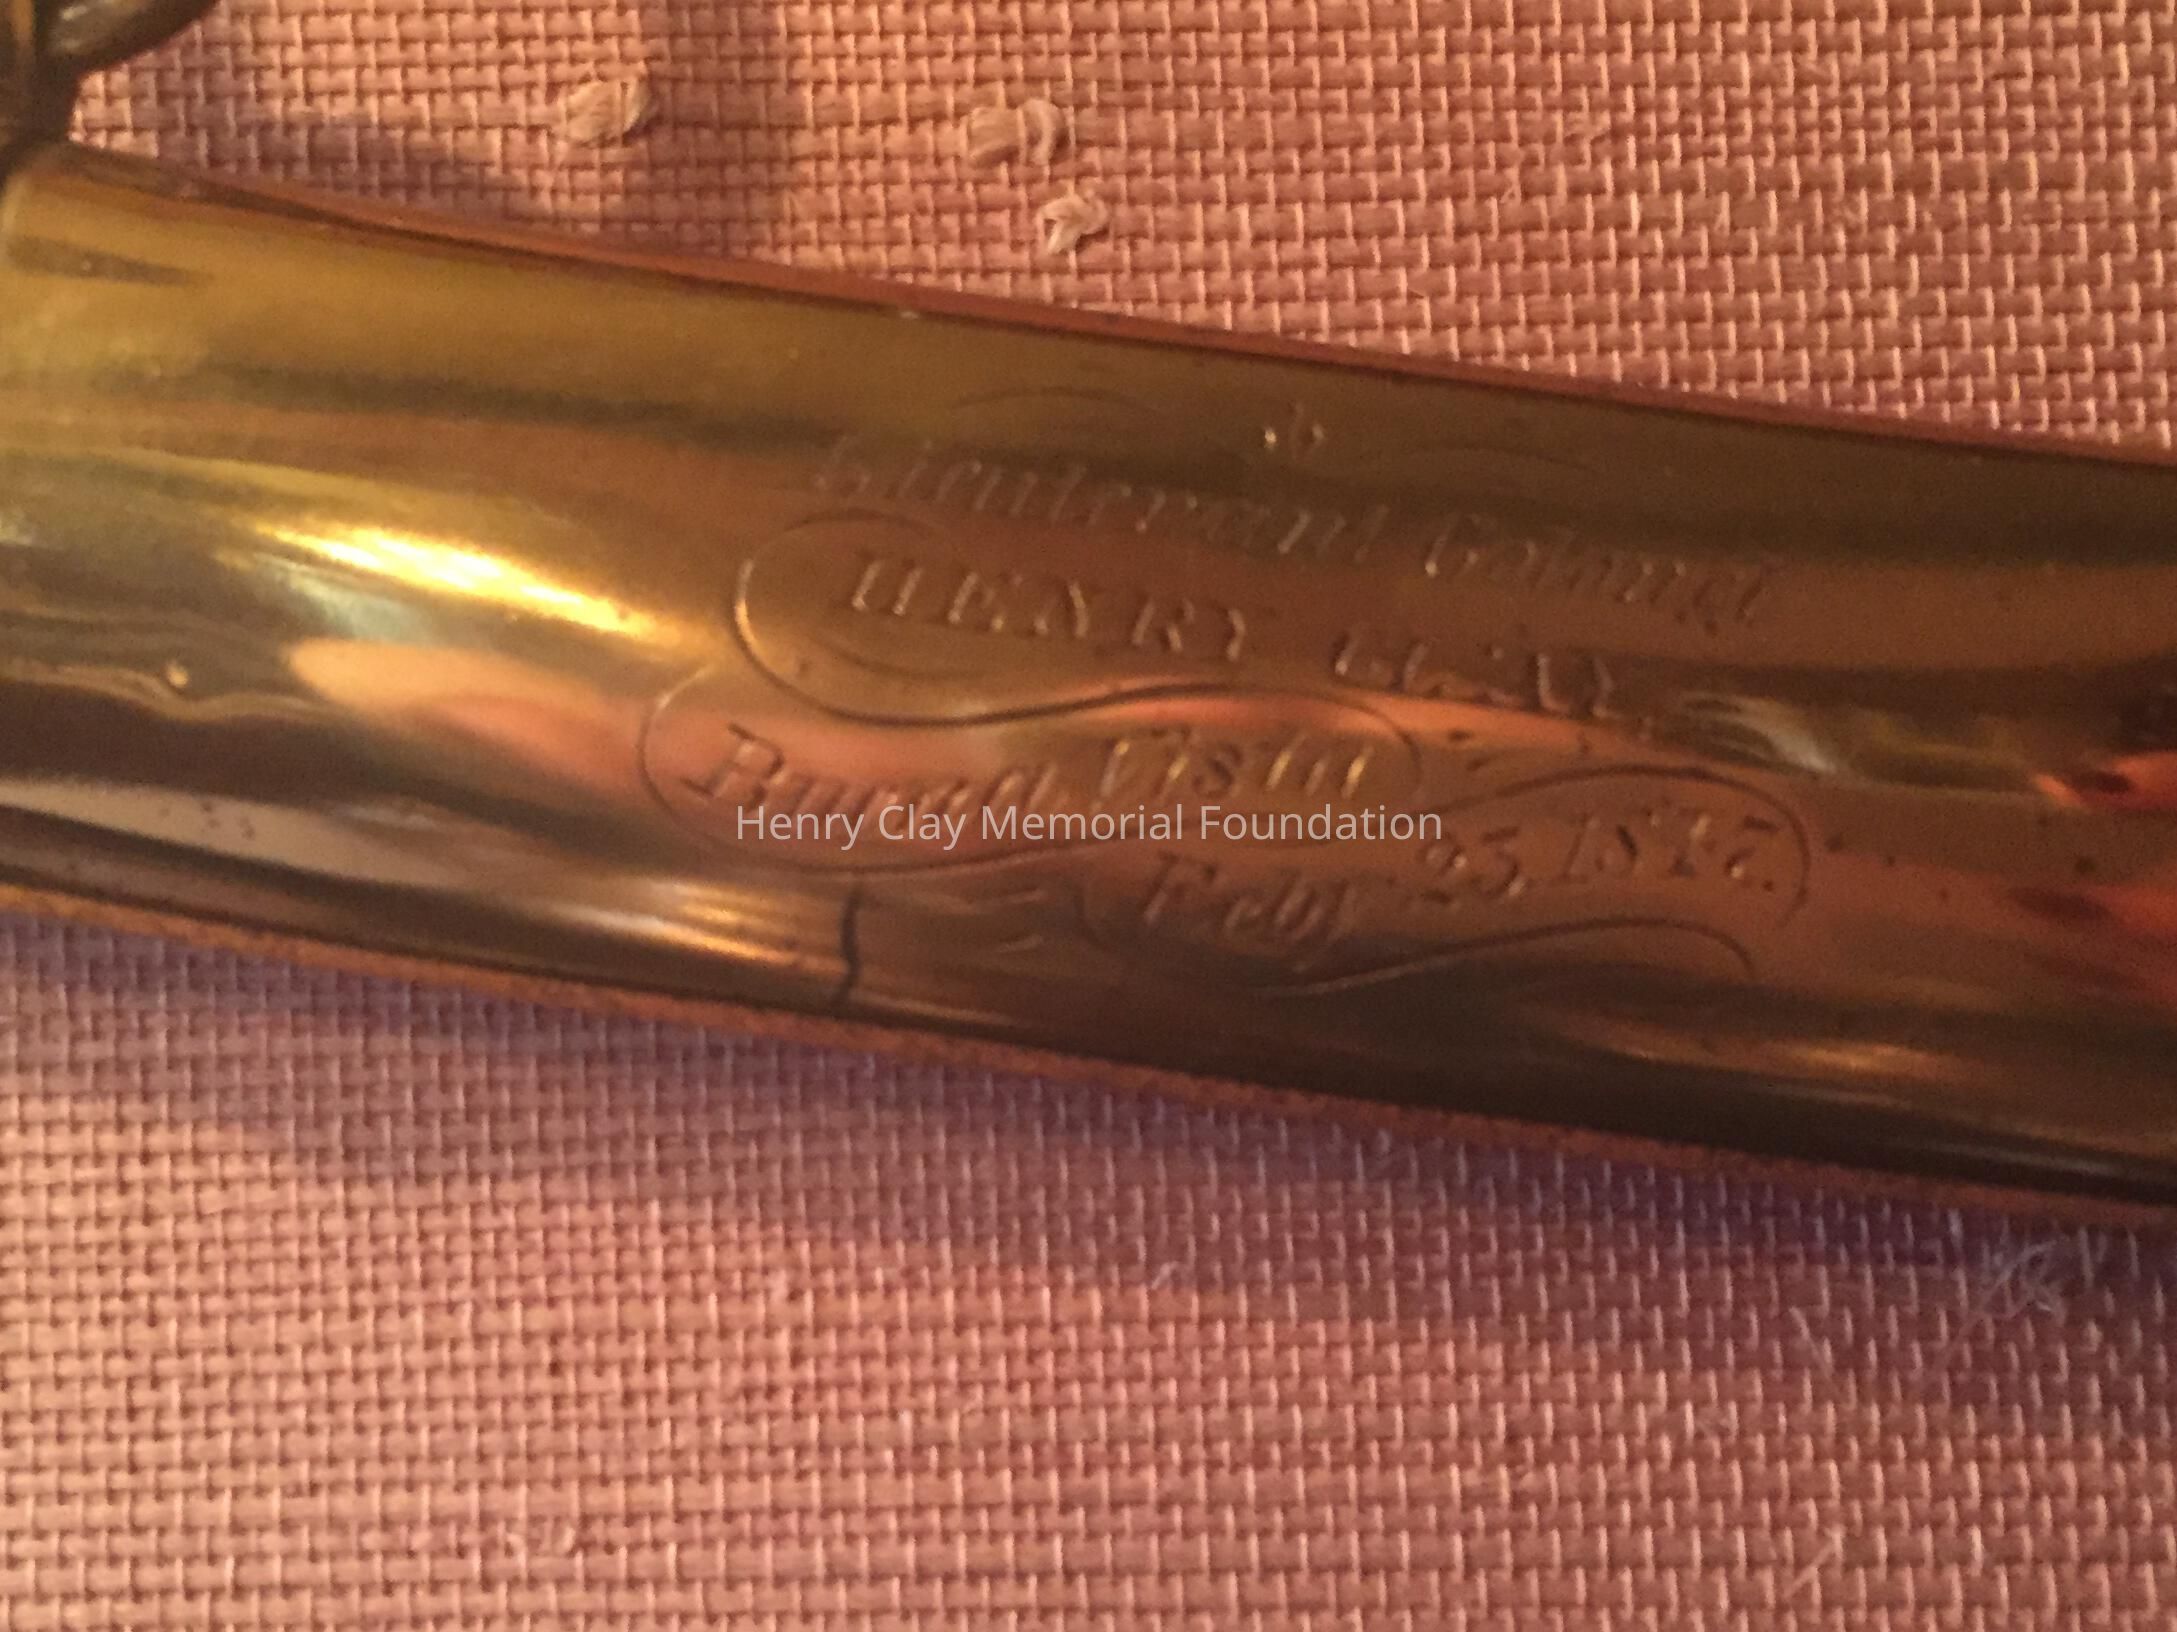 Lieutenant Colonel
HENRY CLAY.
Buena Vista
Feby 23, 1847.
Henry Clay Memorial Foundation